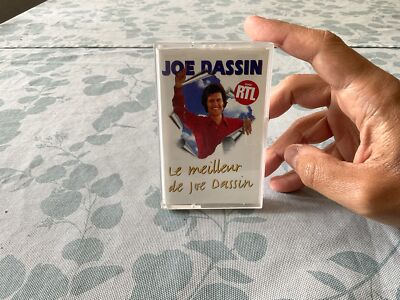 JOE DASSIN
RTL
Le meilleur
de Joe Dassin